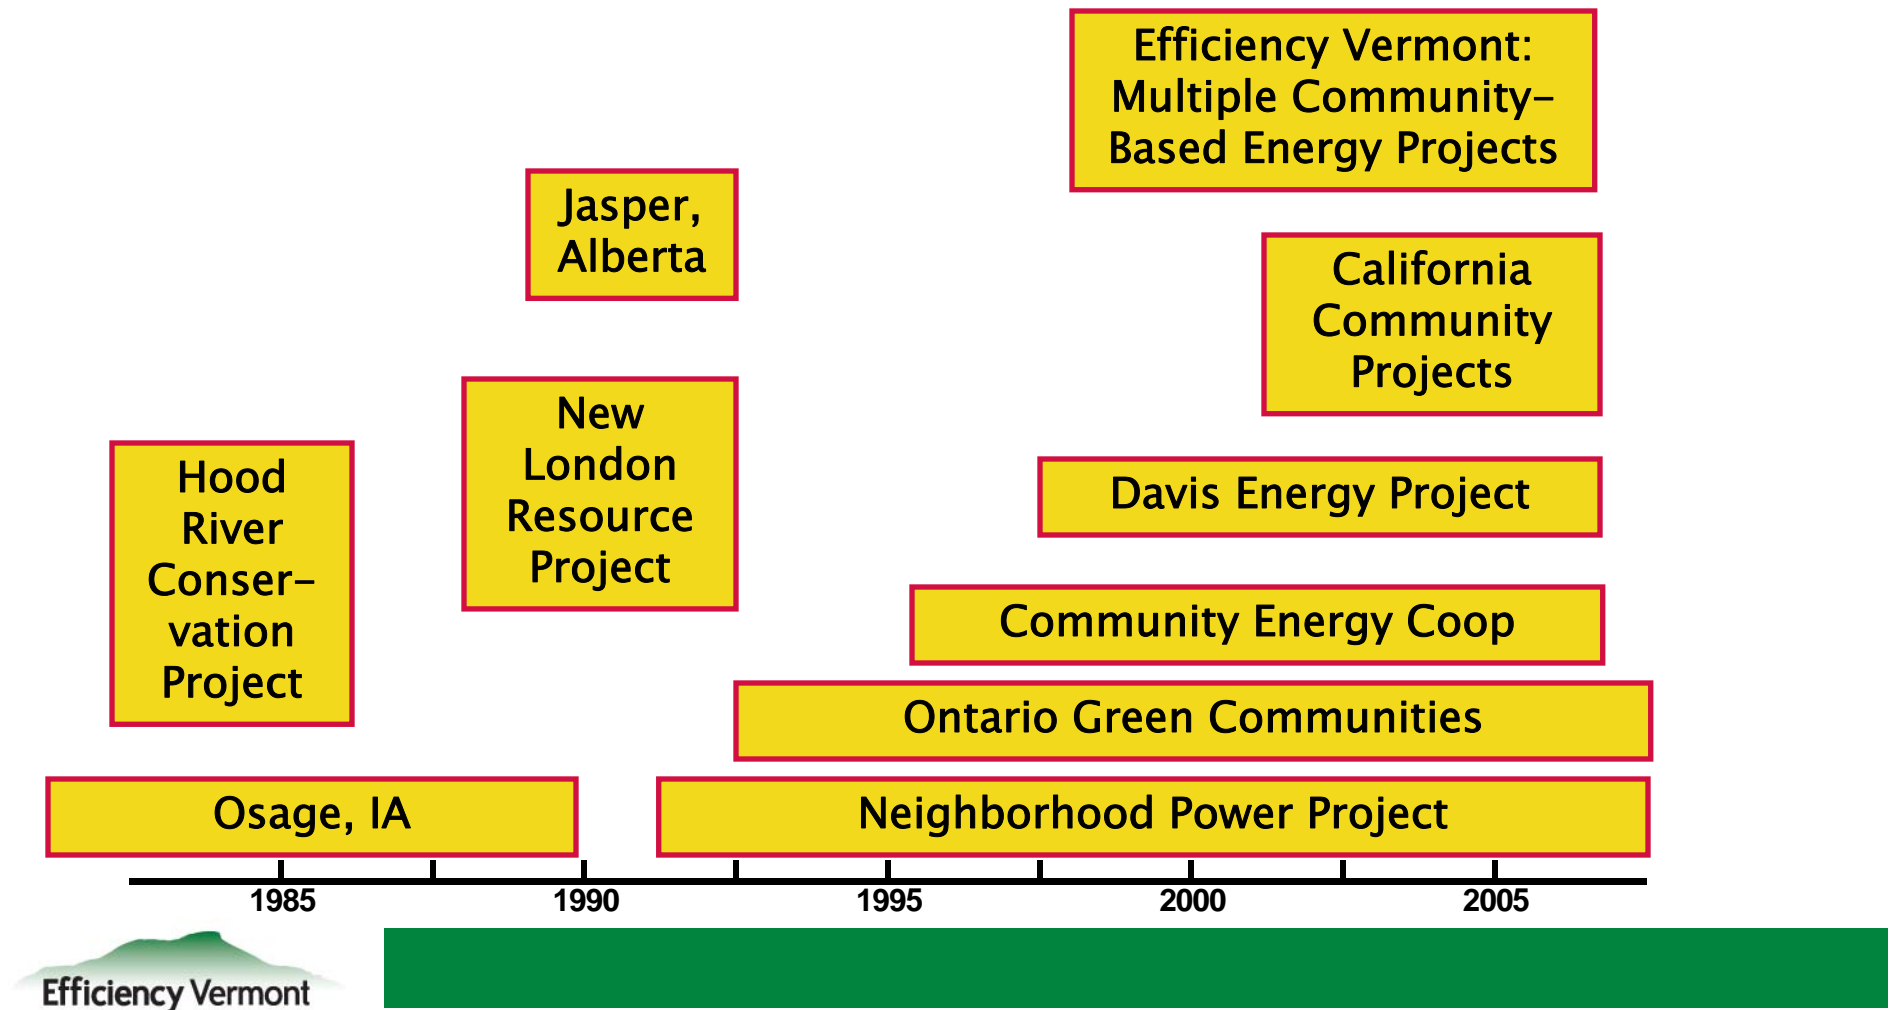 Efficiency Vermont:
Multiple Community–
Based Energy Projects
Jasper,
Alberta
California
Community
Projects
New
London
Resource
Project
Hood
River
Conser–
vation
Project
Davis Energy Project
Community Energy Coop
Ontario Green Communities
Osage, IA
Neighborhood Power Project
1985
1990
1995
2000
2005
Efficiency Vermont